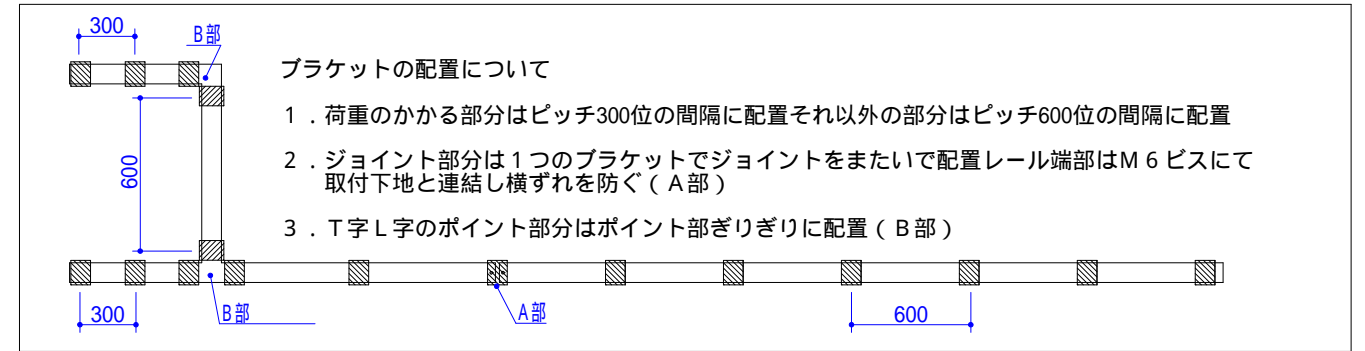 300
B部
ブラケットの配置について
1．荷重のかかる部分はピッチ300位の間隔に配置それ以外の部分はピッチ600位の間隔に配置
600
2．ジョイント部分は１つのブラケットでジョイントをまたいで配置レール端部はＭ６ビスにて
取付下地と連結し横ずれを防ぐ（Ａ部）
3．Ｔ字Ｌ字のポイント部分はポイント部ぎりぎりに配置（Ｂ部）
300
B部
A部
600